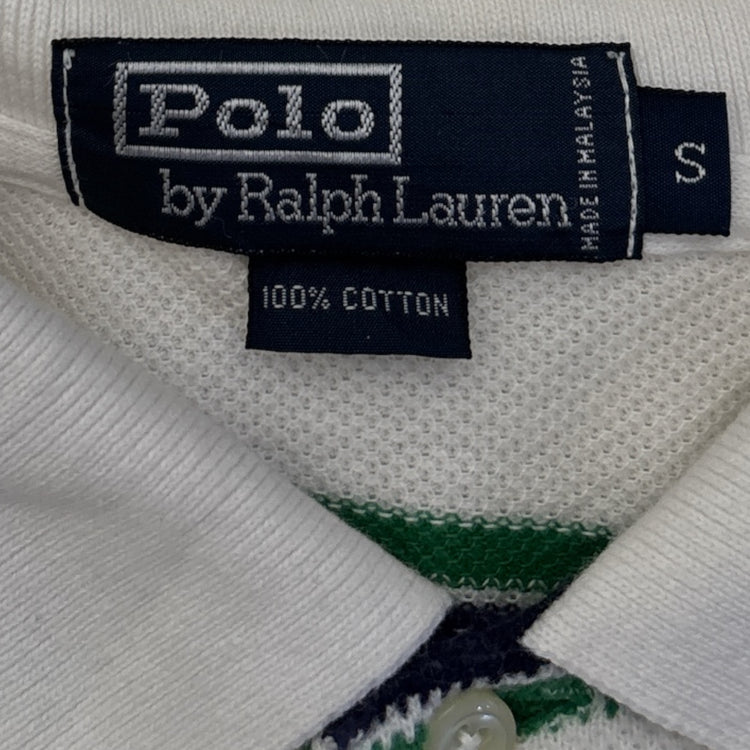 Polo
by Ralph Lauren
MADE IN MALAYSIA
S
100% COTTON